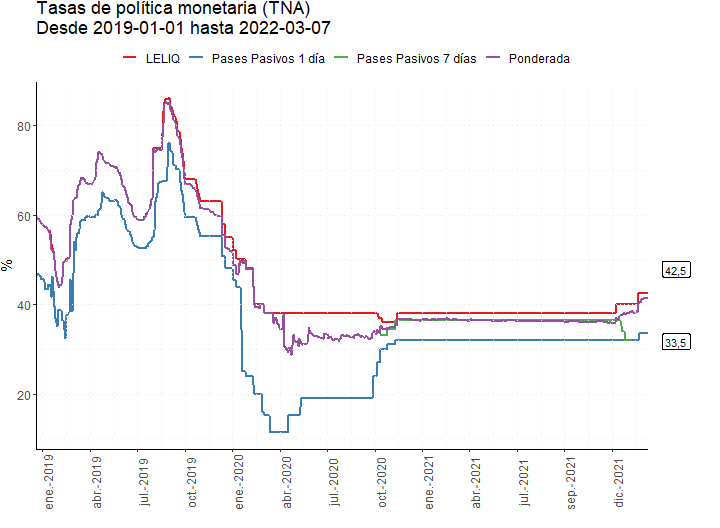 Tasas de política monetaria (TNA)
Desde 2019-01-01 hasta 2022-03-07
LELIQ Pases Pasivos 1 día Pases Pasivos 7 días Ponderada
80
60
40
20
%
42,5
33,5
ene.-2019
abr.-2019
jul.-2019
oct.-2019
ene.-2020
abr.-2020
jul.-2020
oct.-2020
ene.-2021
abr.-2021
jul.-2021
sep.-2021
dic.-2021